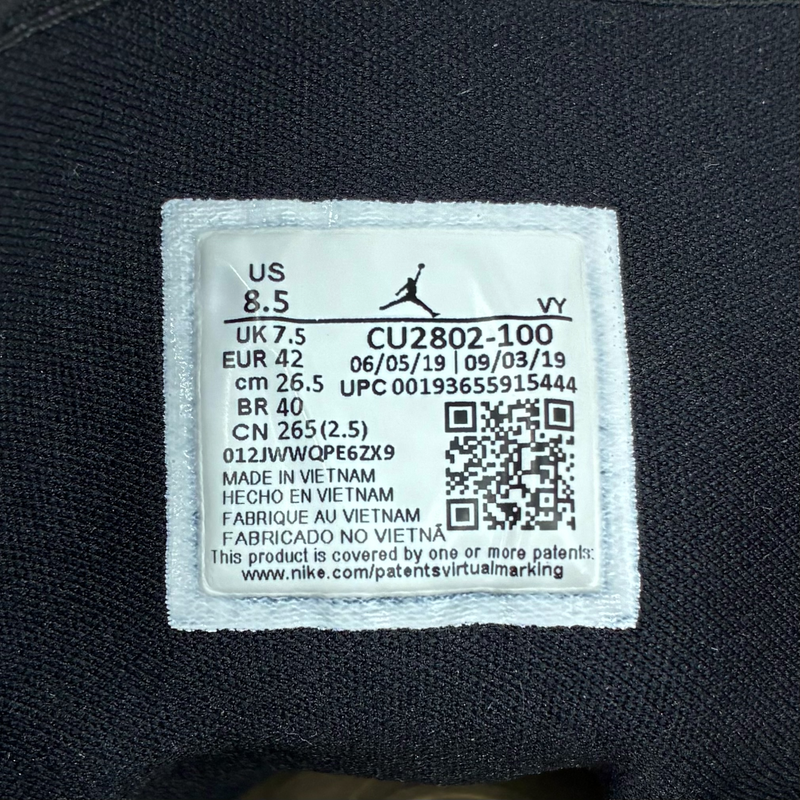 US
8.5
VY
UK 7.5
CU2802-100
EUR 42
06/05/19 | 09/03/19
cm 26.5
UPC 00193655915444
BR 40
CN 265(2.5)
012JWWQPE6ZX9
MADE IN VIETNAM
HECHO EN VIETNAM
FABRIQUE AU VIETNAM
FABRICADO NO VIETNÃ
This product is covered by one or more patents:
www.nike.com/patentsvirtualmarking